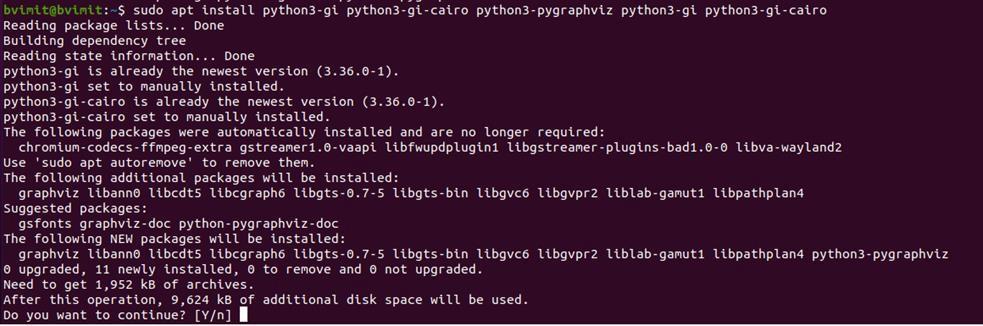 bvimit@bvimit:~$ sudo apt install python3-gi python3-gi-cairo python3-pygraphviz python3-gi python3-gi-cairo
Reading package lists... Done
Building dependency tree
Reading state information... Done
python3-gi is already the newest version (3.36.0-1).
python3-gi set to manually installed.
python3-gi-cairo is already the newest version (3.36.0-1).
python3-gi-cairo set to manually installed.
The following packages were automatically installed and are no longer required:
  chromium-codecs-ffmpeg-extra gstreamer1.0-vaapi libfwupdplugin1 libgstreamer-plugins-bad1.0-0 libva-wayland2
Use 'sudo apt autoremove' to remove them.
The following additional packages will be installed:
  graphviz libann0 libcdt5 libcgraph6 libgts-0.7-5 libgts-bin libgvc6 libgvpr2 liblab-gamut1 libpathplan4
Suggested packages:
  gsfonts graphviz-doc python-pygraphviz-doc
The following NEW packages will be installed:
  graphviz libann0 libcdt5 libcgraph6 libgts-0.7-5 libgts-bin libgvc6 libgvpr2 liblab-gamut1 libpathplan4 python3-pygraphviz
0 upgraded, 11 newly installed, 0 to remove and 0 not upgraded.
Need to get 1,952 kB of archives.
After this operation, 9,624 kB of additional disk space will be used.
Do you want to continue? [Y/n]